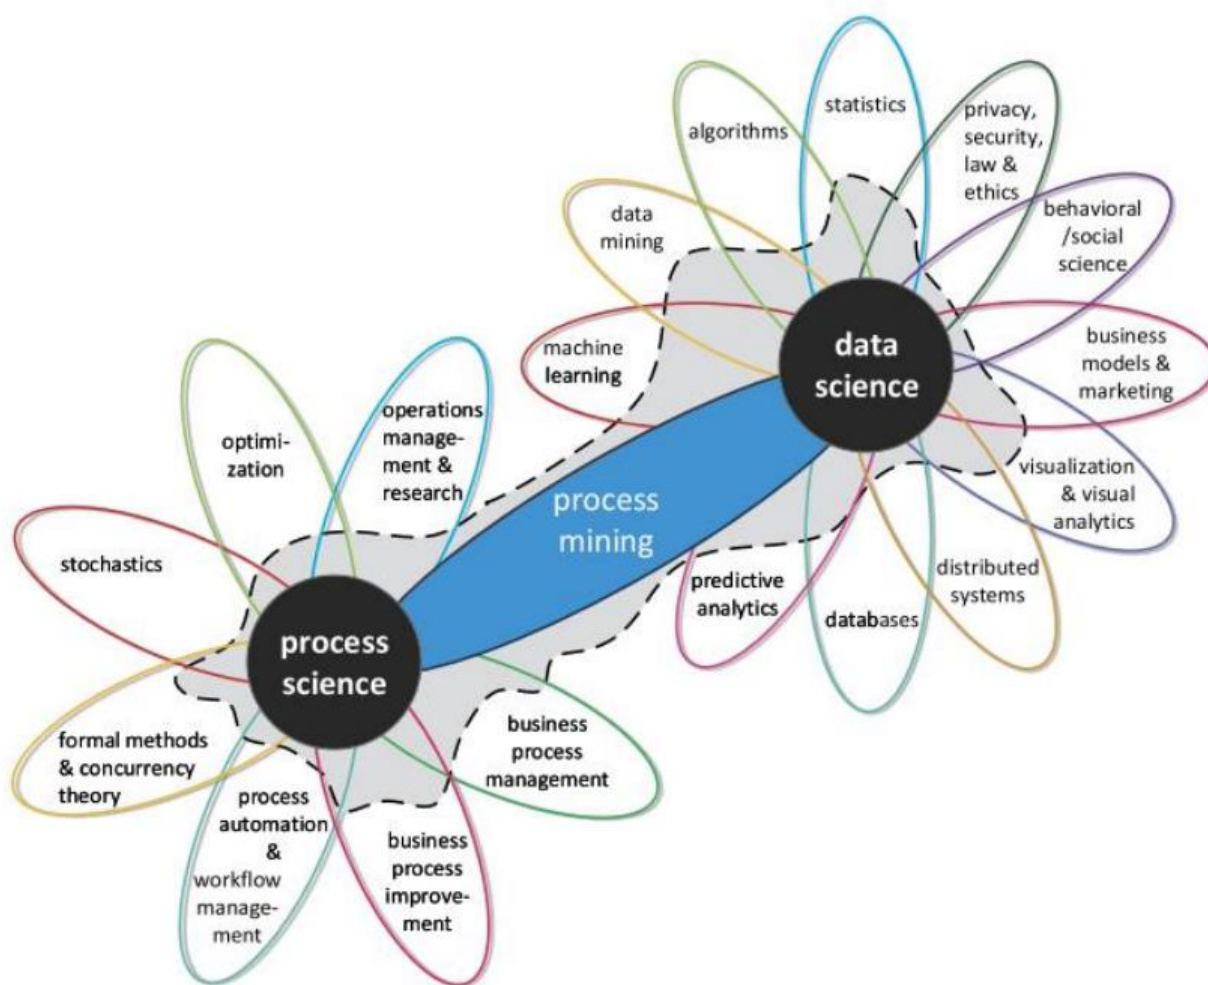 statistics
algorithms
privacy,
security,
law &
ethics
data
mining
behavioral
/social
science
machine
learning
data
science
business
models &
marketing
operations
manage-
ment &
research
optimi-
zation
visualization
& visual
analytics
process
mining
stochastics
predictive
analytics
databases
distributed
systems
process
science
formal methods
& concurrency
theory
business
process
management
process
automation
&
workflow
manage-
ment
business
process
improve-
ment